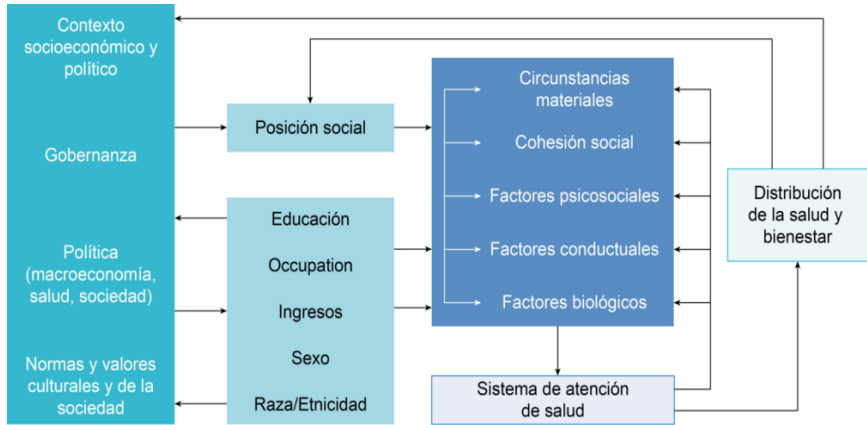 Contexto
socioeconómico y
político
Gobernanza
Política
(macroeconomía,
salud, sociedad)
Normas y valores
culturales y de la
sociedad
Posición social
Educación
Occupation
Ingresos
Sexo
Raza/Etnicidad
Circunstancias
materiales
Cohesión social
Factores psicosociales
Factores conductuales
Factores biológicos
Sistema de atención
de salud
Distribución
de la salud y
bienestar